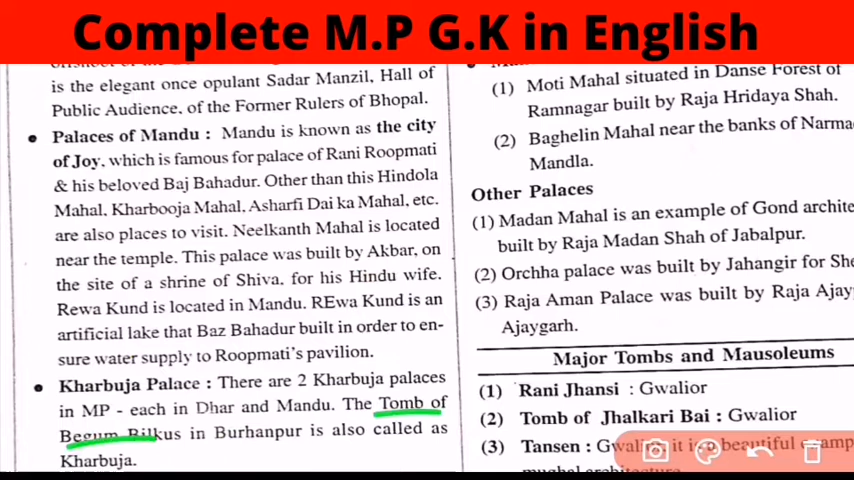 Complete M.P G.K in English
is the elegant once opulant Sadar Manzil, Hall of
Public Audience, of the Former Rulers of Bhopal.
• Palaces of Mandu : Mandu is known as the city
of Joy, which is famous for palace of Rani Roopmati
& his beloved Baj Bahadur. Other than this Hindola
Mahal, Kharbooja Mahal, Asharfi Dai ka Mahal, etc.
are also places to visit. Neelkanth Mahal is located
near the temple. This palace was built by Akbar, on
the site of a shrine of Shiva, for his Hindu wife.
Rewa Kund is located in Mandu. REwa Kund is an
artificial lake that Baz Bahadur built in order to en-
sure water supply to Roopmati's pavilion.
• Kharbuja Palace : There are 2 Kharbuja palaces
in MP - each in Dhar and Mandu. The Tomb of
Begum Bilkus in Burhanpur is also called as
Kharbuja.
(1) Moti Mahal situated in Danse Forest of
Ramnagar built by Raja Hridaya Shah.
(2) Baghelin Mahal near the banks of Narma
Mandla.
Other Palaces
(1) Madan Mahal is an example of Gond archite
built by Raja Madan Shah of Jabalpur.
(2) Orchha palace was built by Jahangir for She
(3) Raja Aman Palace was built by Raja Ajay
Ajaygarh.
Major Tombs and Mausoleums
(1) Rani Jhansi : Gwalior
(2) Tomb of Jhalkari Bai : Gwalior
(3) Tansen : Gwalior, it is a beautiful examp
mughal architecture